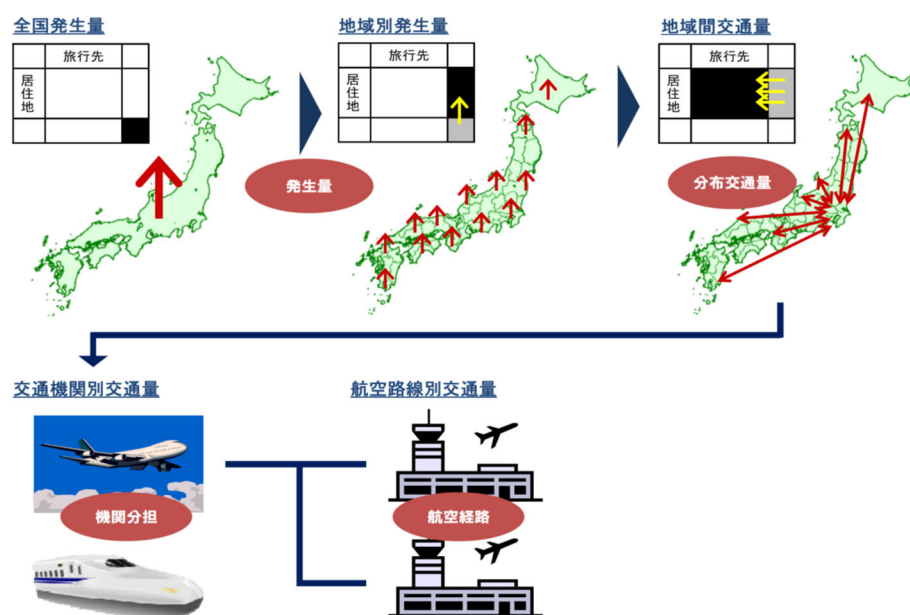 全国発生量
地域別発生量
地域間交通量
旅行先
居住地
旅行先
居住地
旅行先
居住地
発生量
分布交通量
交通機関別交通量
航空路線別交通量
機関分担
航空経路